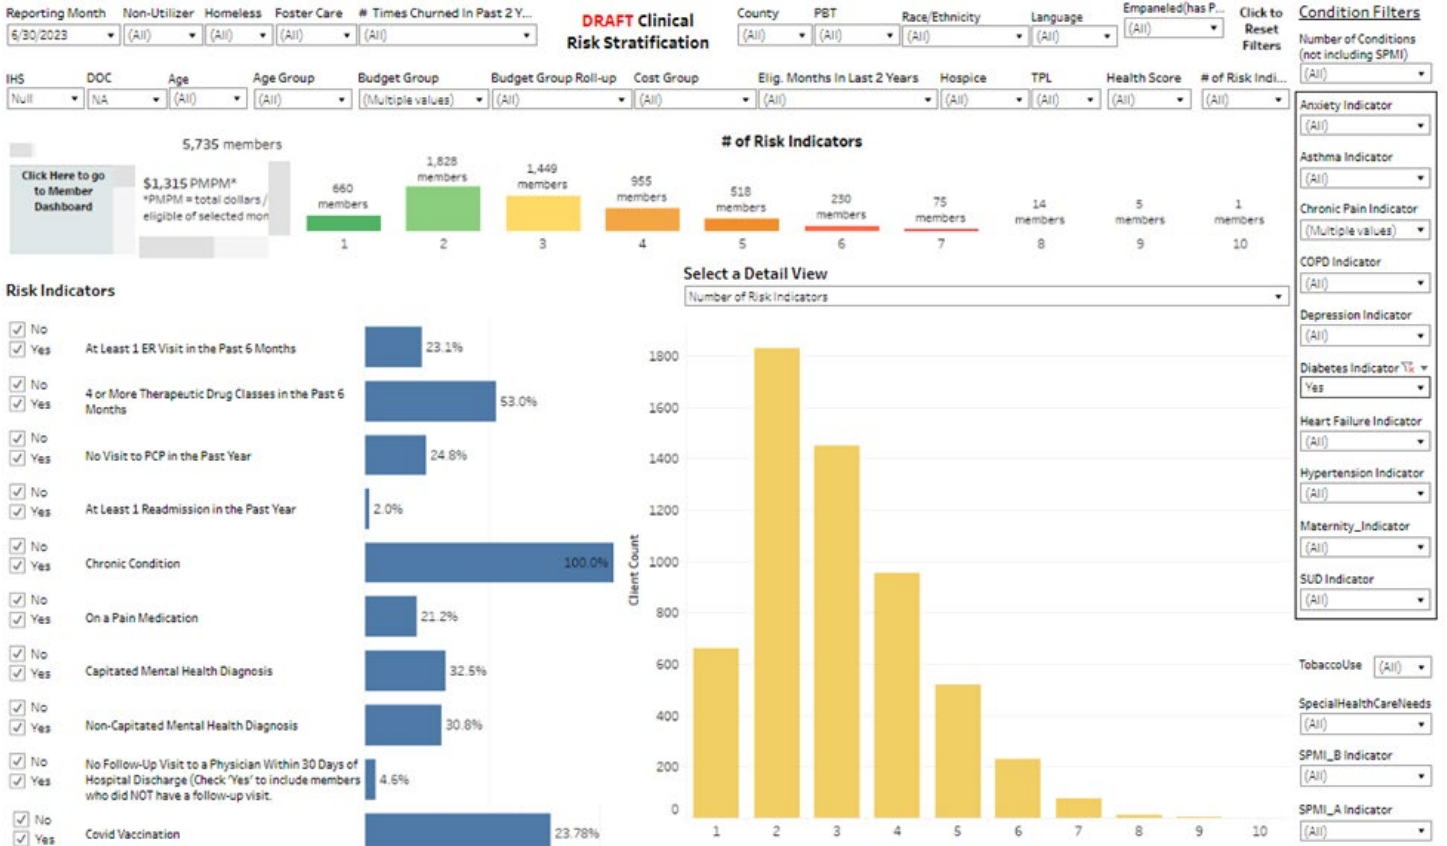 Reporting Month Non-Utilizer Homeless Foster Care # Times Churned In Past 2 Y...
6/30/2023 (All) (All) (All) (All)
DRAFT Clinical
Risk Stratification
County PBT Race/Ethnicity Language Empaneled(has P...
(All) (All) (All) (All) (All)
Click to
Reset
Filters
Condition Filters
Number of Conditions
(not including SPMI)
(All)
IHS DOC Age Age Group Budget Group Budget Group Roll-up Cost Group Elig. Months In Last 2 Years Hospice TPL Health Score # of Risk Indi...
Null NA (All) (All) (Multiple values) (All) (All) (All) (All) (All) (All) (All)
Click Here to go
to Member
Dashboard
5,735 members
$1,315 PMPM*
*PMPM = total dollars /
eligible of selected mon
# of Risk Indicators
660
members
1,828
members
1,449
members
955
members
518
members
230
members
75
members
14
members
5
members
1
members
1 2 3 4 5 6 7 8 9 10
Risk Indicators
No
Yes At Least 1 ER Visit in the Past 6 Months 23.1%
No
Yes 4 or More Therapeutic Drug Classes in the Past 6
Months 53.0%
No
Yes No Visit to PCP in the Past Year 24.8%
No
Yes At Least 1 Readmission in the Past Year 2.0%
No
Yes Chronic Condition 100.0%
No
Yes On a Pain Medication 21.2%
No
Yes Capitated Mental Health Diagnosis 32.5%
No
Yes Non-Capitated Mental Health Diagnosis 30.8%
No
Yes No Follow-Up Visit to a Physician Within 30 Days of
Hospital Discharge (Check 'Yes' to include members
who did NOT have a follow-up visit. 4.6%
No
Yes Covid Vaccination 23.78%
Select a Detail View
Number of Risk Indicators
Client Count
1800
1600
1400
1200
1000
800
600
400
200
0
1 2 3 4 5 6 7 8 9 10
Anxiety Indicator
(All)
Asthma Indicator
(All)
Chronic Pain Indicator
(Multiple values)
COPD Indicator
(All)
Depression Indicator
(All)
Diabetes Indicator
Yes
Heart Failure Indicator
(All)
Hypertension Indicator
(All)
Maternity_Indicator
(All)
SUD Indicator
(All)
TobaccoUse (All)
SpecialHealthCareNeeds
(All)
SPMI_B Indicator
(All)
SPMI_A Indicator
(All)